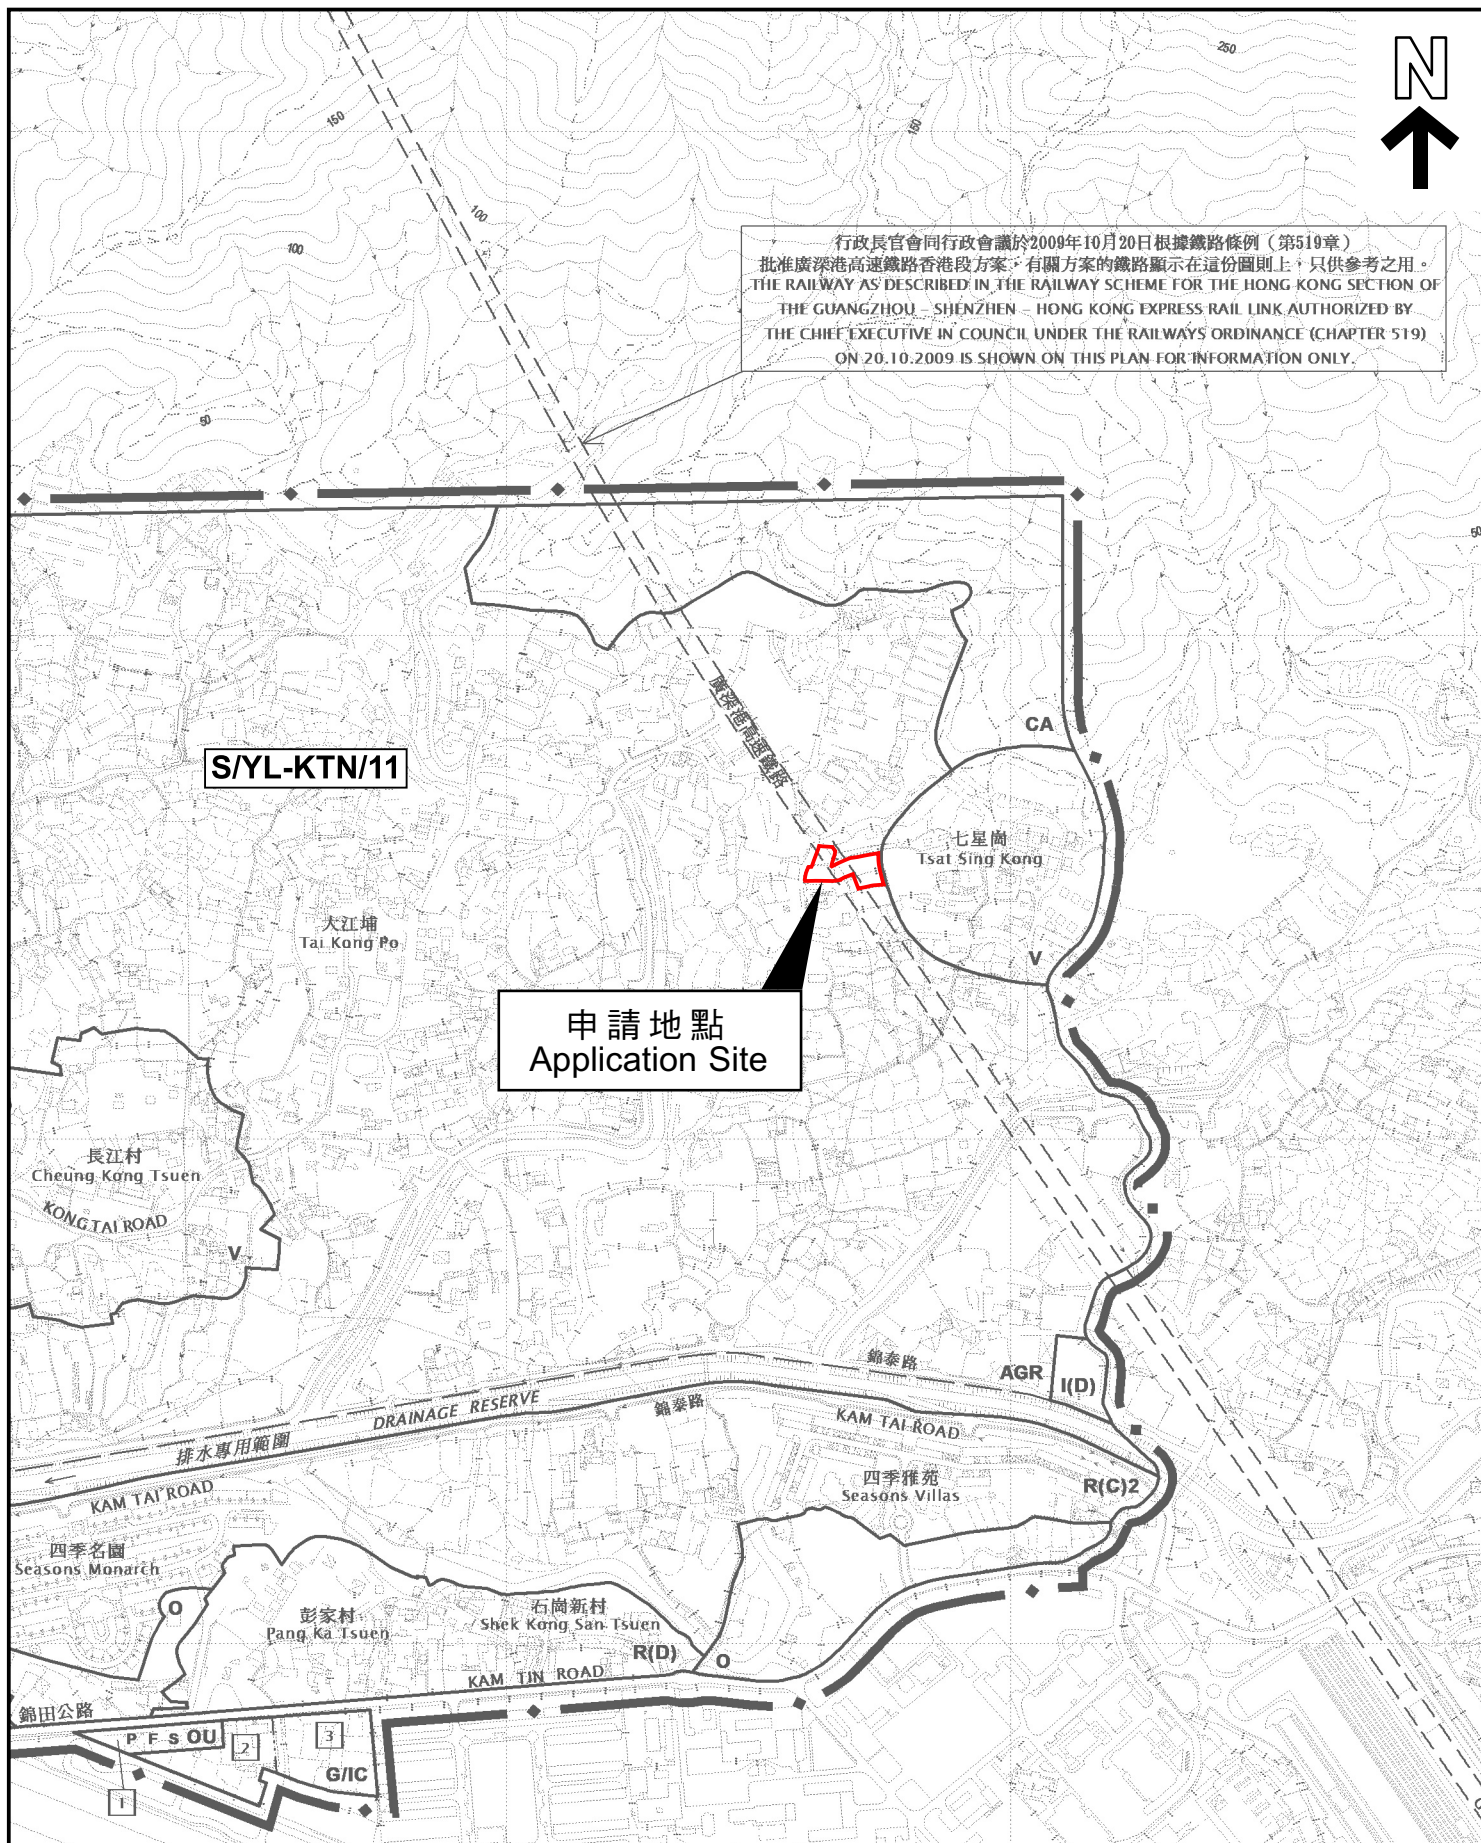 N
250
150
150
100
100
50
50
行政長官會同行政會議於2009年10月20日根據鐵路條例（第519章）
批准廣深港高速鐵路香港段方案，有關方案的鐵路顯示在這份圖則上，只供參考之用。
THE RAILWAY AS DESCRIBED IN THE RAILWAY SCHEME FOR THE HONG KONG SECTION OF
THE GUANGZHOU – SHENZHEN – HONG KONG EXPRESS RAIL LINK AUTHORIZED BY
THE CHIEF EXECUTIVE IN COUNCIL UNDER THE RAILWAYS ORDINANCE (CHAPTER 519)
ON 20.10.2009 IS SHOWN ON THIS PLAN FOR INFORMATION ONLY.
廣深港高速鐵路
CA
S/YL-KTN/11
七星崗
Tsat Sing Kong
大江埔
Tai Kong Po
V
申請地點
Application Site
長江村
Cheung Kong Tsuen
KONG TAI ROAD
V
錦泰路
AGR
I(D)
DRAINAGE RESERVE
錦泰路
KAM TAI ROAD
排水專用範圍
KAM TAI ROAD
四季雅苑
Seasons Villas
R(C)2
四季名園
Seasons Monarch
O
彭家村
Pang Ka Tsuen
石崗新村
Shek Kong San Tsuen
R(D)
O
KAM TIN ROAD
錦田公路
P F S OU
2
3
G/IC
1